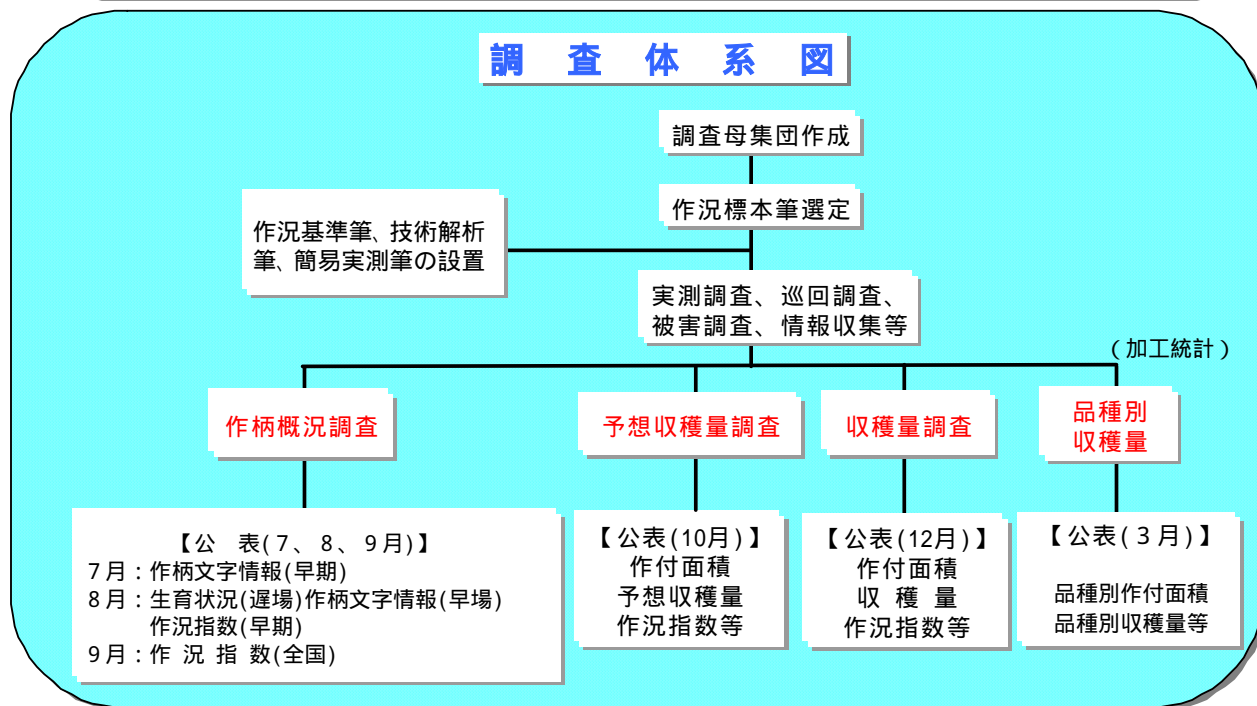 調査体系図
調査母集団作成
作況標本筆選定
作況基準筆、技術解析
筆、簡易実測筆の設置
実測調査、巡回調査、
被害調査、情報収集等
(加工統計)
作柄概況調査
予想収穫量調査
収穫量調査
品種別
収穫量
【公 表(7、8、9月)】
7月:作柄文字情報(早期)
8月:生育状況(遅場)作柄文字情報(早場)
作況指数(早期)
9月:作 況 指 数(全国)
【公表(10月)】
作付面積
予想収穫量
作況指数等
【公表(12月)】
作付面積
収 穫 量
作況指数等
【公表(3月)】
品種別作付面積
品種別収穫量等